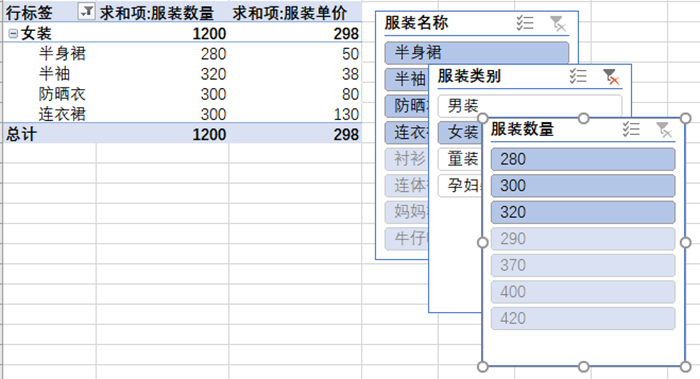 行标签 求和项:服装数量 求和项:服装单价
女装 1200 298
半身裙 280 50
半袖 320 38
防晒衣 300 80
连衣裙 300 130
总计 1200 298
服装名称
半身裙
半袖
防晒衣
连衣
衬衫
连体
妈妈
牛仔
服装类别
男装
女装
童装
孕妇
服装数量
280
300
320
290
370
400
420